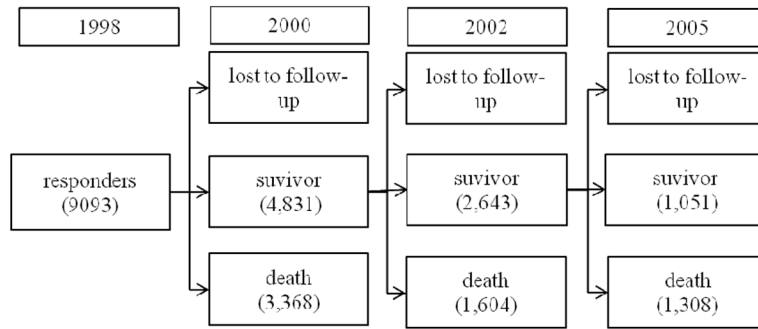 1998
2000
2002
2005
lost to follow-
up
lost to follow-
up
lost to follow-
up
responders
(9093)
suvivor
(4,831)
suvivor
(2,643)
suvivor
(1,051)
death
(3,368)
death
(1,604)
death
(1,308)